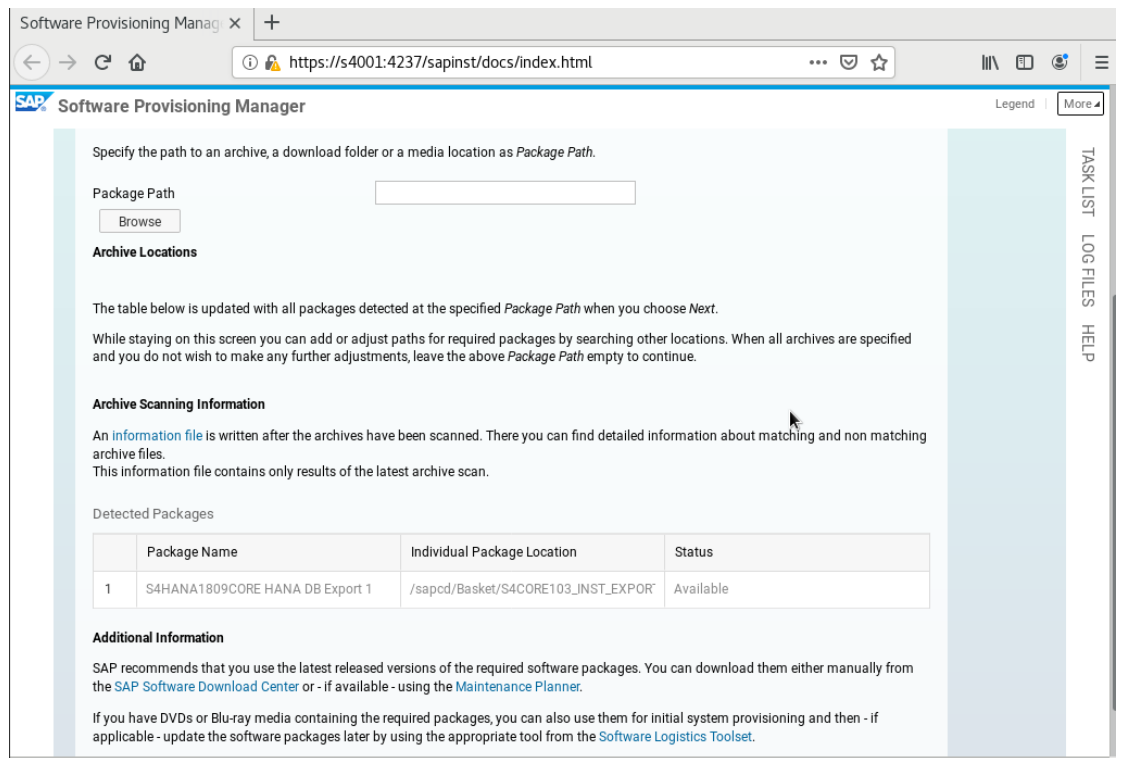 Software Provisioning Manag
https://s4001:4237/sapinst/docs/index.html
SAP Software Provisioning Manager
Legend
More
TASK LIST
LOG FILES
HELP
Specify the path to an archive, a download folder or a media location as Package Path.
Package Path
Browse
Archive Locations
The table below is updated with all packages detected at the specified Package Path when you choose Next.
While staying on this screen you can add or adjust paths for required packages by searching other locations. When all archives are specified
and you do not wish to make any further adjustments, leave the above Package Path empty to continue.
Archive Scanning Information
An information file is written after the archives have been scanned. There you can find detailed information about matching and non matching
archive files.
This information file contains only results of the latest archive scan.
Detected Packages
Package Name Individual Package Location Status
1 S4HANA1809CORE HANA DB Export 1 /sapcd/Basket/S4CORE103_INST_EXPORT Available
Additional Information
SAP recommends that you use the latest released versions of the required software packages. You can download them either manually from
the SAP Software Download Center or - if available - using the Maintenance Planner.
If you have DVDs or Blu-ray media containing the required packages, you can also use them for initial system provisioning and then - if
applicable - update the software packages later by using the appropriate tool from the Software Logistics Toolset.